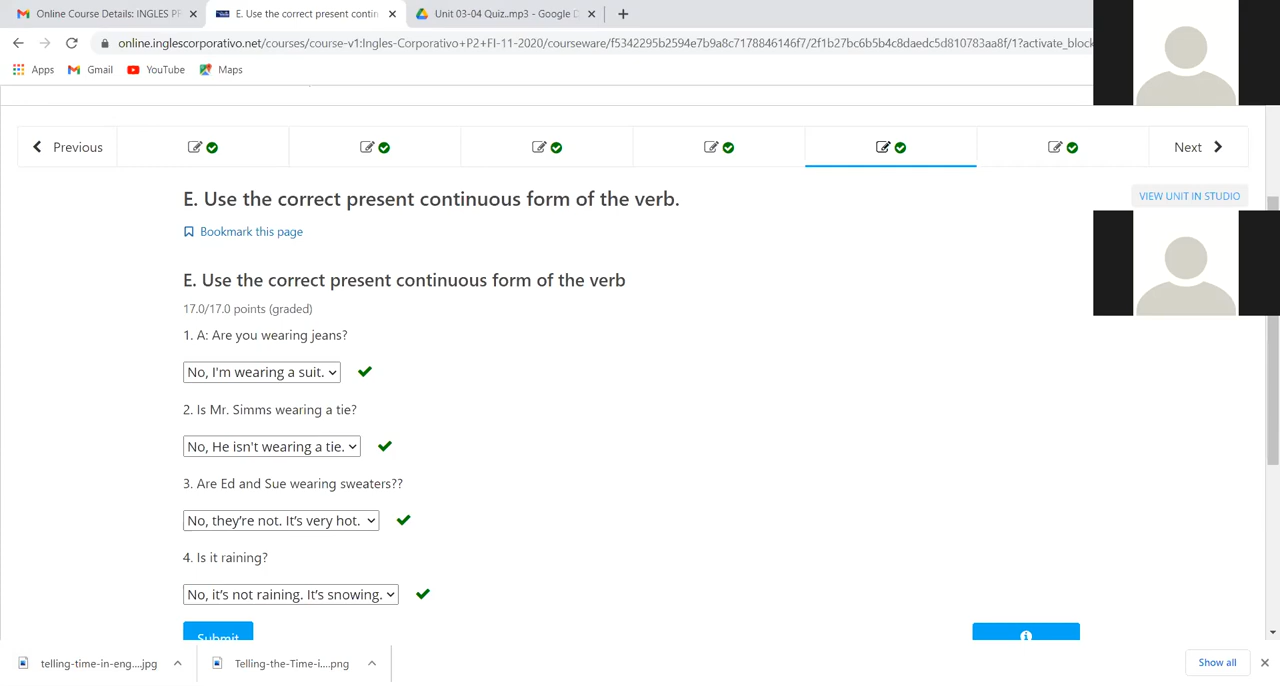 Online Course Details: INGLES PR
E. Use the correct present contin
Unit 03-04 Quiz..mp3 - Google D
online.inglescorporativo.net/courses/course-v1:Ingles-Corporativo+P2+FI-11-2020/courseware/f5342295b2594e7b9a8c7178846146f7/2f1b27bc6b5b4c8daedc5d810783aa8f/1?activate_block
Apps
Gmail
YouTube
Maps
Previous
Next
E. Use the correct present continuous form of the verb.
VIEW UNIT IN STUDIO
Bookmark this page
E. Use the correct present continuous form of the verb
17.0/17.0 points (graded)
1. A: Are you wearing jeans?
No, I'm wearing a suit.
2. Is Mr. Simms wearing a tie?
No, He isn't wearing a tie.
3. Are Ed and Sue wearing sweaters??
No, they’re not. It’s very hot.
4. Is it raining?
No, it’s not raining. It’s snowing.
Submit
telling-time-in-eng....jpg
Telling-the-Time-i....png
Show all